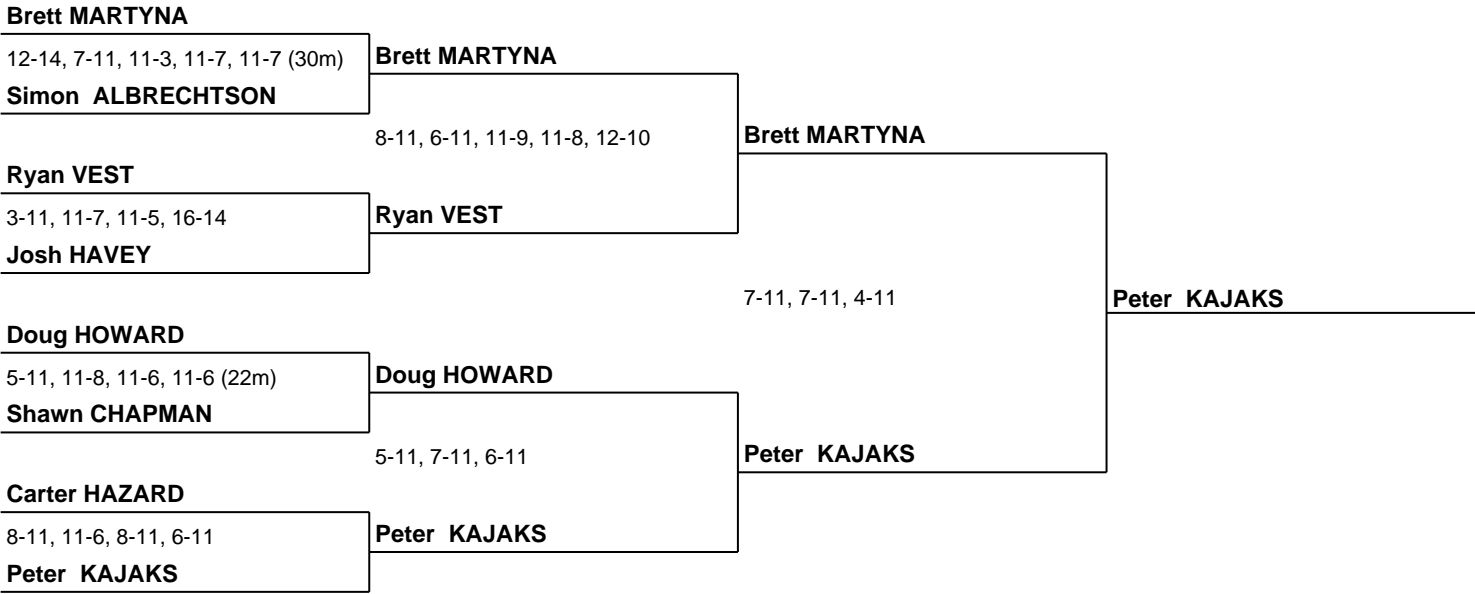 Brett MARTYNA
12-14, 7-11, 11-3, 11-7, 11-7 (30m)
Simon ALBRECHTSON
Ryan VEST
3-11, 11-7, 11-5, 16-14
Josh HAVEY
Doug HOWARD
5-11, 11-8, 11-6, 11-6 (22m)
Shawn CHAPMAN
Carter HAZARD
8-11, 11-6, 8-11, 6-11
Peter KAJAKS
Brett MARTYNA
8-11, 6-11, 11-9, 11-8, 12-10
Ryan VEST
Doug HOWARD
5-11, 7-11, 6-11
Peter KAJAKS
Brett MARTYNA
7-11, 7-11, 4-11
Peter KAJAKS
Peter KAJAKS